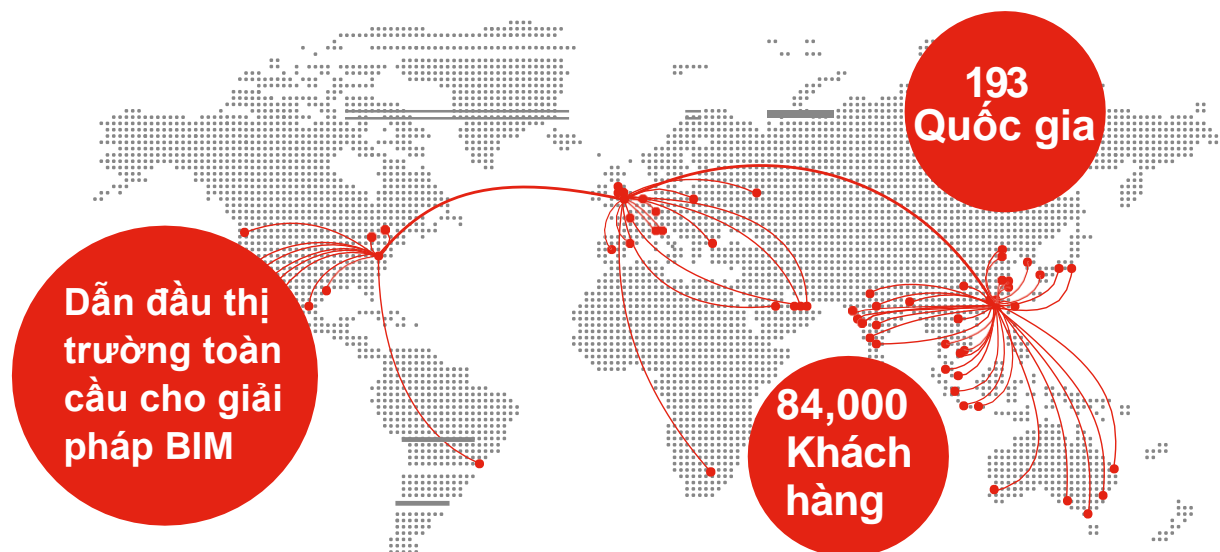 193
Quốc gia
Dẫn đầu thị
trường toàn
cầu cho giải
pháp BIM
84,000
Khách
hàng